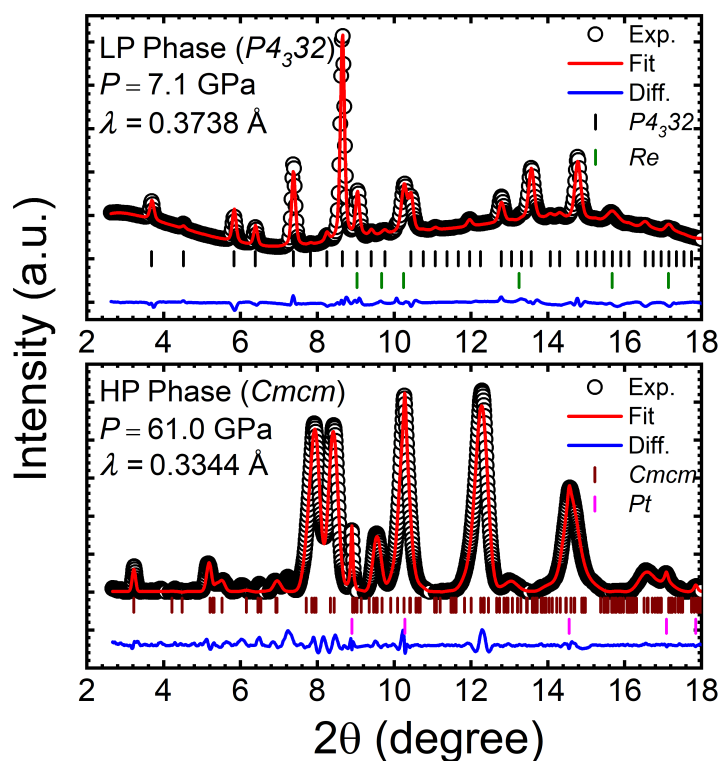 LP Phase (P4₃32)
P = 7.1 GPa
λ = 0.3738 Å
Exp.
Fit
Diff.
P4₃32
Re
2 4 6 8 10 12 14 16 18
HP Phase (Cmcm)
P = 61.0 GPa
λ = 0.3344 Å
Exp.
Fit
Diff.
Cmcm
Pt
2 4 6 8 10 12 14 16 18
2θ (degree)
Intensity (a.u.)